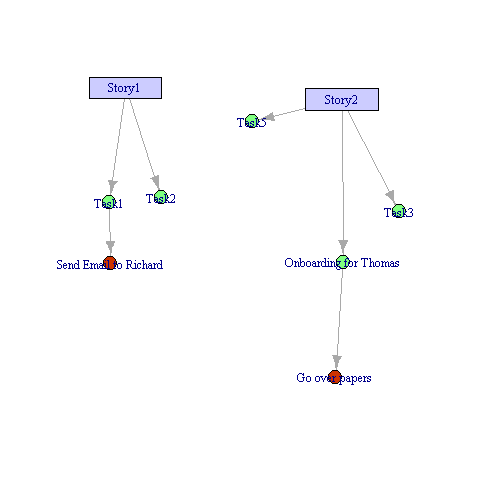 Story1
Story2
Task5
Task1
Task2
Task3
Send Email to Richard
Onboarding for Thomas
Go over papers